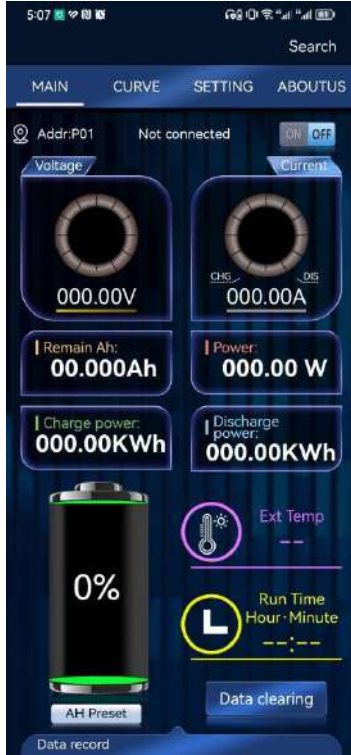 5:07
Search
MAIN CURVE SETTING ABOUTUS
Addr:P01 Not connected ON OFF
Voltage Current
CHG DIS
000.00V 000.00A
Remain Ah: Power:
00.000Ah 000.00 W
Charge power: Discharge
power:
000.00KWh 000.00KWh
Ext Temp
--
0%
Run Time
Hour·Minute
--:--
AH Preset Data clearing
Data record